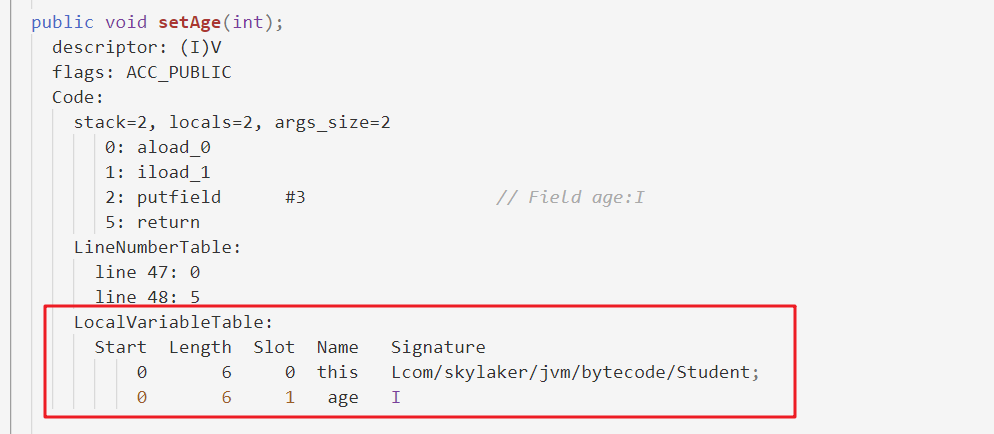 public void setAge(int);
descriptor: (I)V
flags: ACC_PUBLIC
Code:
stack=2, locals=2, args_size=2
0: aload_0
1: iload_1
2: putfield #3 // Field age:I
5: return
LineNumberTable:
line 47: 0
line 48: 5
LocalVariableTable:
Start Length Slot Name Signature
0 6 0 this Lcom/skylaker/jvm/bytecode/Student;
0 6 1 age I